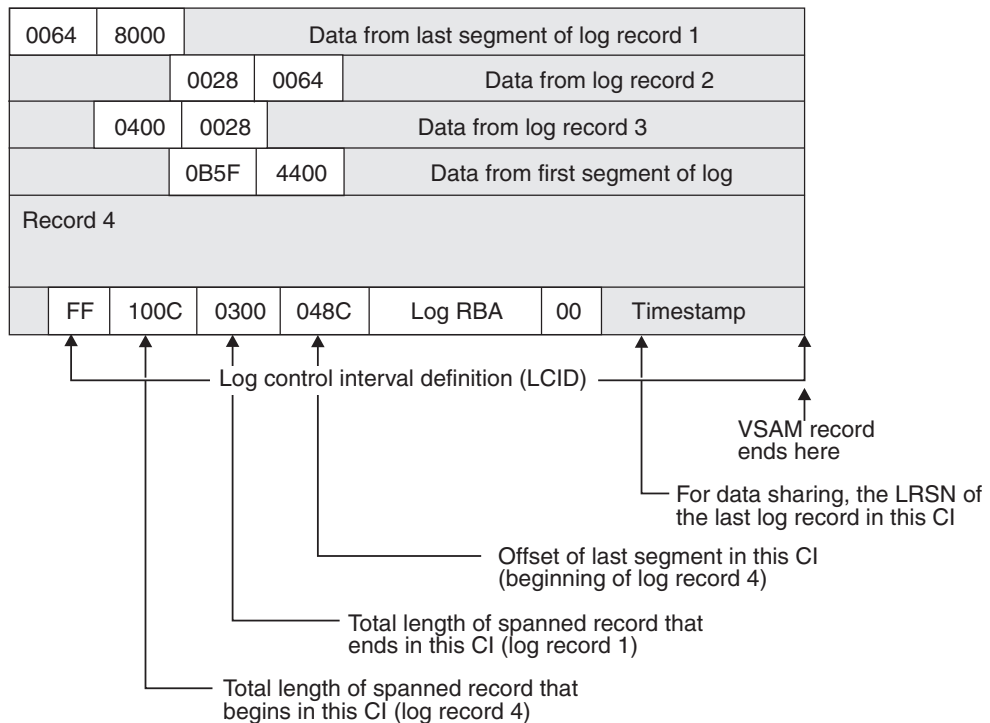 0064 8000 Data from last segment of log record 1
0028 0064 Data from log record 2
0400 0028 Data from log record 3
0B5F 4400 Data from first segment of log
Record 4
FF 100C 0300 048C Log RBA 00 Timestamp
Log control interval definition (LCID)
VSAM record
ends here
For data sharing, the LRSN of
the last log record in this CI
Offset of last segment in this CI
(beginning of log record 4)
Total length of spanned record that
ends in this CI (log record 1)
Total length of spanned record that
begins in this CI (log record 4)